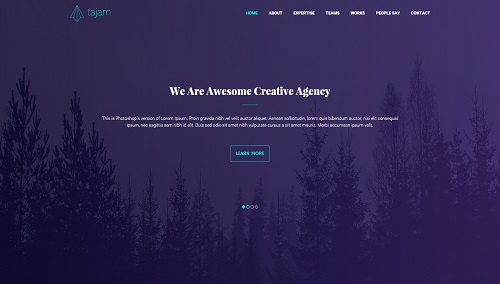 tajam
HOME ABOUT EXPERTISE TEAMS WORKS PEOPLE SAY CONTACT
We Are Awesome Creative Agency
This is Photoshop's version of Lorem Ipsum. Proin gravida nibh vel velit auctor aliquet. Aenean sollicitudin, lorem quis bibendum auctor, nisi elit consequat
ipsum, nec sagittis sem nibh id elit. Duis sed odio sit amet nibh vulputate cursus a sit amet mauris. Morbi accumsan ipsum velit.
LEARN MORE